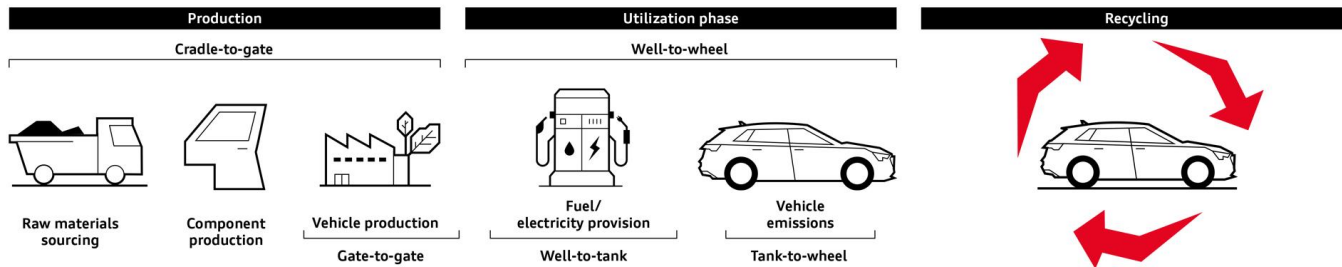 Production
Utilization phase
Recycling
Cradle-to-gate
Well-to-wheel
Raw materials
sourcing
Component
production
Vehicle production
Fuel/
electricity provision
Vehicle
emissions
Gate-to-gate
Well-to-tank
Tank-to-wheel